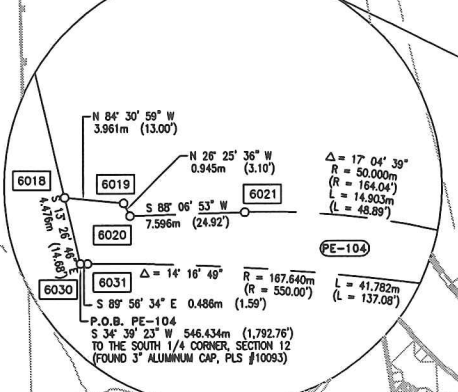 N 84° 30' 59" W
3.961m (13.00')
N 26° 25' 36" W
0.945m (3.10')
Δ = 17° 04' 39"
R = 50.000m
(R = 164.04')
L = 14.903m
(L = 48.89')
6018
6019
6021
S 88° 06' 53" W
7.596m (24.92')
6020
S 13° 26' 46" E
4.476m (14.68')
PE-104
6030
6031
Δ = 14° 16' 49"
R = 167.640m
(R = 550.00')
L = 41.782m
(L = 137.08')
S 89° 56' 34" E 0.486m (1.59')
P.O.B. PE-104
S 34° 39' 23" W 546.434m (1,792.76')
TO THE SOUTH 1/4 CORNER, SECTION 12
(FOUND 3" ALUMINUM CAP, PLS #10093)